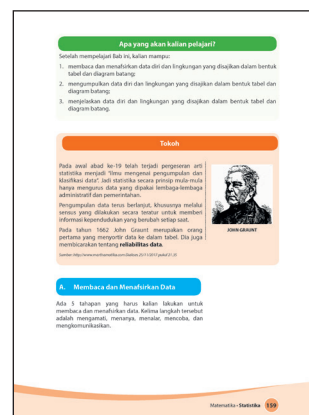 Apa yang akan kalian pelajari?
Setelah mempelajari Bab ini, kalian mampu:
1. membaca dan menafsirkan data diri dan lingkungan yang disajikan dalam bentuk
tabel dan diagram batang;
2. mengumpulkan data diri dan lingkungan yang disajikan dalam bentuk tabel dan
diagram batang;
3. menjelaskan data diri dan lingkungan yang disajikan dalam bentuk tabel dan
diagram batang.
Tokoh
Pada awal abad ke-19 telah terjadi pergeseran arti
statistika menjadi "ilmu mengenai pengumpulan dan
klasifikasi data". Jadi statistika secara prinsip mula-mula
hanya mengurus data yang dipakai lembaga-lembaga
administratif dan pemerintahan.
Pengumpulan data terus berlanjut, khususnya melalui
sensus yang dilakukan secara teratur untuk memberi
informasi kependudukan yang berubah setiap saat.
Pada tahun 1662 John Graunt merupakan orang
pertama yang menyortir data ke dalam tabel. Dia juga
membicarakan tentang reliabilitas data.
JOHN GRAUNT
A. Membaca dan Menafsirkan Data
Ada 5 tahapan yang harus kalian lakukan untuk
membaca dan menafsirkan data. Kelima langkah tersebut
adalah mengamati, menanya, menalar, mencoba, dan
mengkomunikasikan.
Matematika - Statistika 139